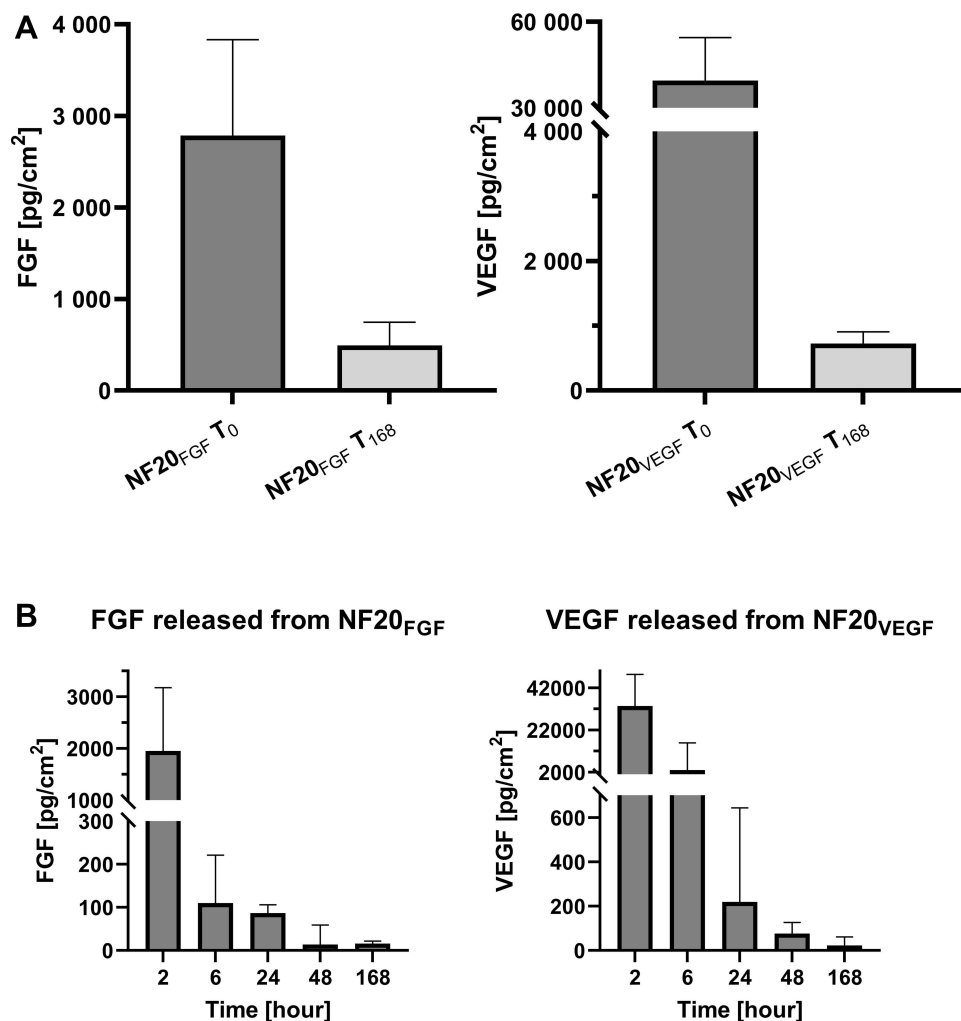 A
FGF [pg/cm2]
4 000
3 000
2 000
1 000
0
NF20FGF T0
NF20FGF T168
VEGF [pg/cm2]
60 000
30 000
4 000
2 000
0
NF20VEGF T0
NF20VEGF T168
B
FGF released from NF20FGF
FGF [pg/cm2]
3000
2000
1000
300
200
100
0
2 6 24 48 168
Time [hour]
VEGF released from NF20VEGF
VEGF [pg/cm2]
42000
22000
2000
600
400
200
0
2 6 24 48 168
Time [hour]